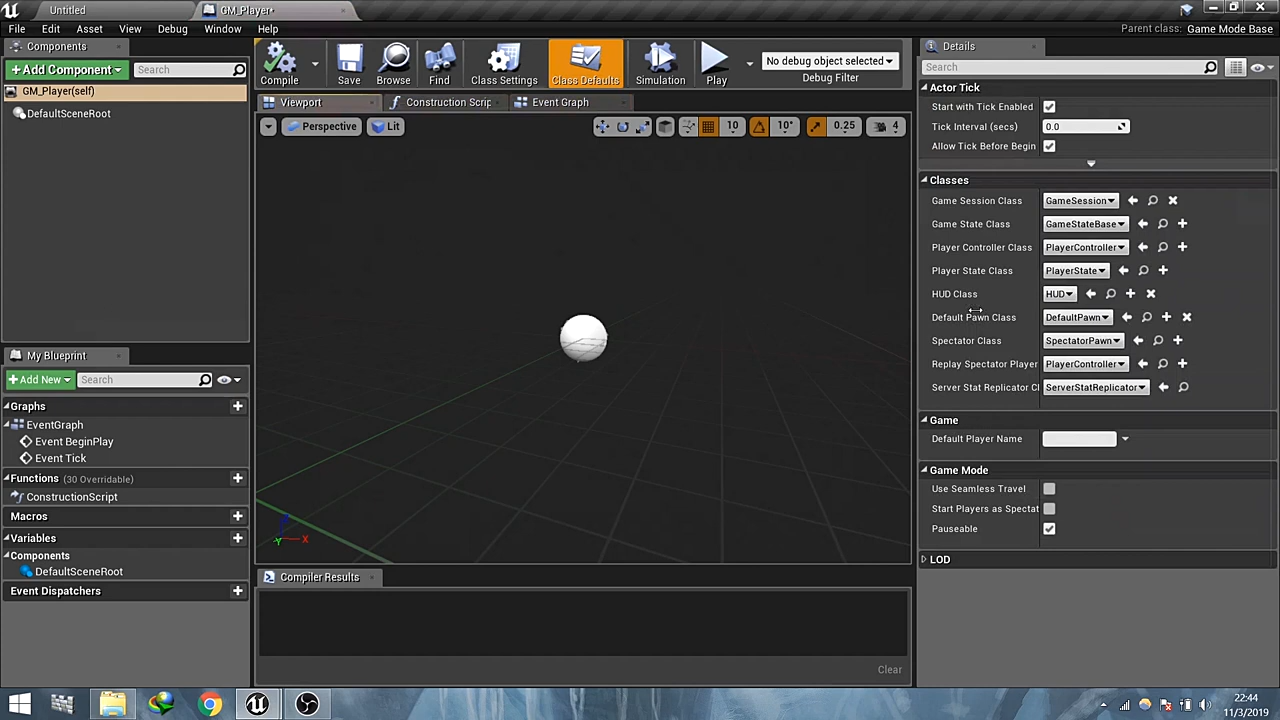 Untitled
GM_Player*
File Edit Asset View Debug Window Help
Parent class: Game Mode Base
Components
+Add Component
Search
GM_Player(self)
DefaultSceneRoot
Compile
Save
Browse
Find
Class Settings
Class Defaults
Simulation
Play
No debug object selected
Debug Filter
Viewport
Construction Scrip
Event Graph
Perspective
Lit
10
10°
0.25
4
My Blueprint
+Add New
Search
Graphs
EventGraph
Event BeginPlay
Event Tick
Functions (30 Overridable)
ConstructionScript
Macros
Variables
Components
DefaultSceneRoot
Event Dispatchers
X
Y
Compiler Results
Clear
Details
Search
Actor Tick
Start with Tick Enabled
Tick Interval (secs) 0.0
Allow Tick Before Begin
Classes
Game Session Class GameSession
Game State Class GameStateBase
Player Controller Class PlayerController
Player State Class PlayerState
HUD Class HUD
Default Pawn Class DefaultPawn
Spectator Class SpectatorPawn
Replay Spectator Player PlayerController
Server Stat Replicator Cl ServerStatReplicator
Game
Default Player Name
Game Mode
Use Seamless Travel
Start Players as Spectat
Pauseable
LOD
22:44
11/3/2019